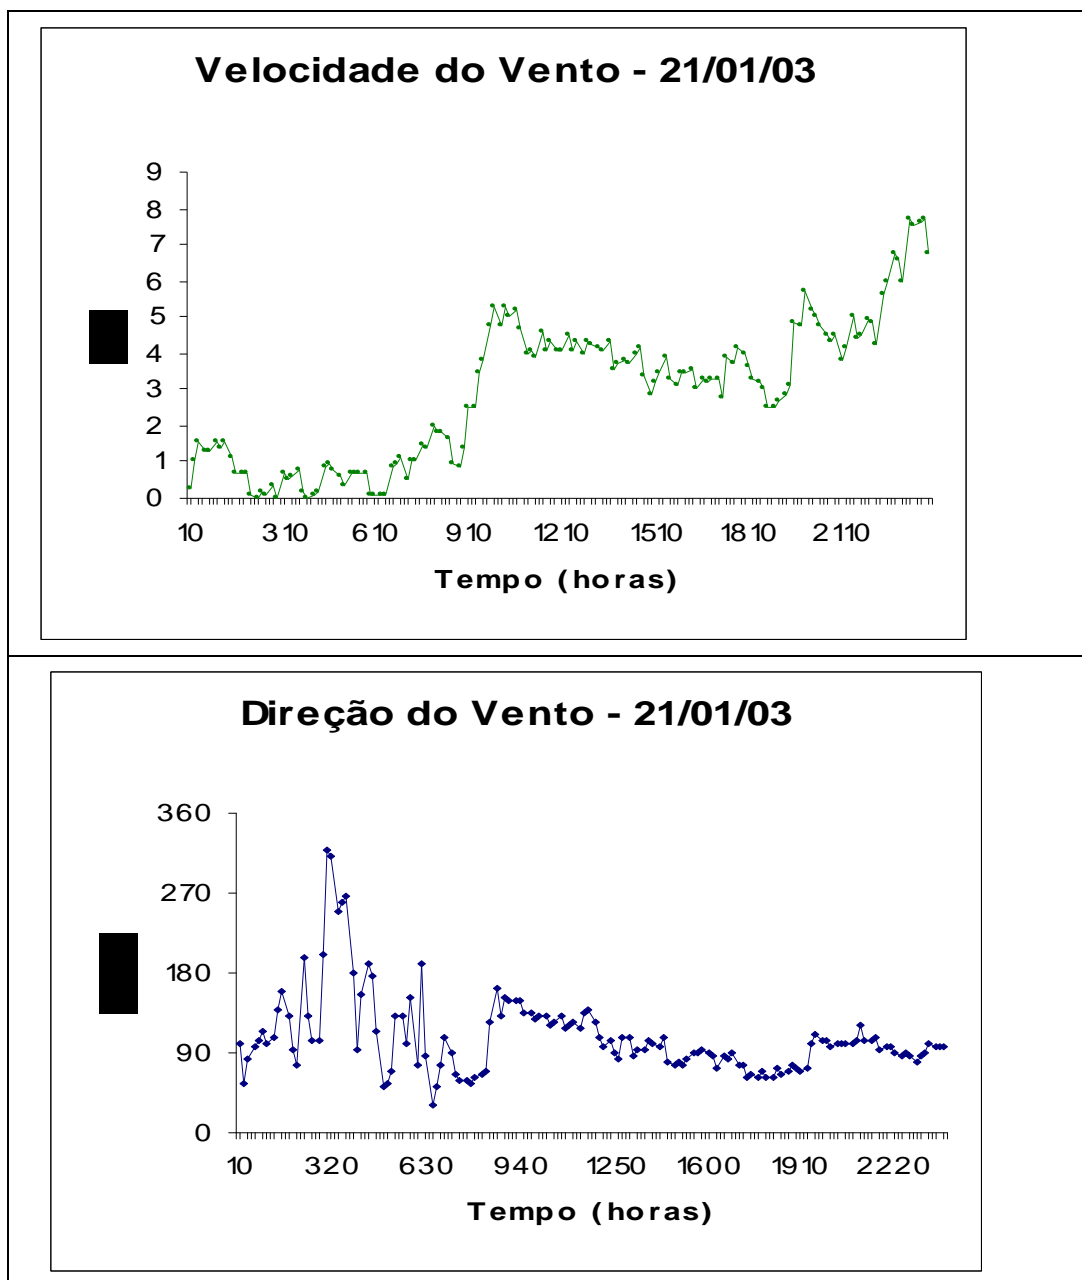 Velocidade do Vento - 21/01/03
9
8
7
6
5
4
3
2
1
0
10 310 610 910 1210 1510 1810 2110
Tempo (horas)
Direção do Vento - 21/01/03
360
270
180
90
0
10 320 630 940 1250 1600 1910 2220
Tempo (horas)